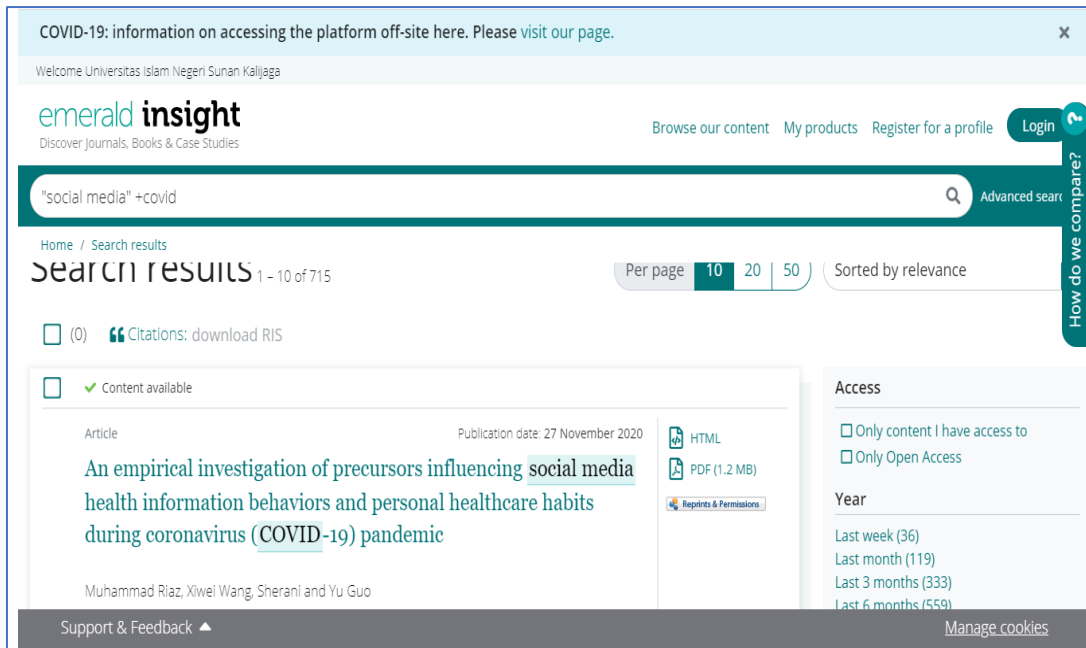 COVID-19: information on accessing the platform off-site here. Please visit our page.
×
Welcome Universitas Islam Negeri Sunan Kalijaga
emerald insight
Discover Journals, Books & Case Studies
Browse our content My products Register for a profile Login
?
How do we compare?
"social media" +covid
Advanced searc
Home / Search results
Search results 1 – 10 of 715
Per page 10 20 50
Sorted by relevance
(0) Citations: download RIS
Content available
Article
Publication date: 27 November 2020
An empirical investigation of precursors influencing social media
health information behaviors and personal healthcare habits
during coronavirus (COVID-19) pandemic
Muhammad Riaz, Xiwei Wang, Sherani and Yu Guo
HTML
PDF (1.2 MB)
Reprints & Permissions
Access
Only content I have access to
Only Open Access
Year
Last week (36)
Last month (119)
Last 3 months (333)
Last 6 months (559)
Support & Feedback
Manage cookies